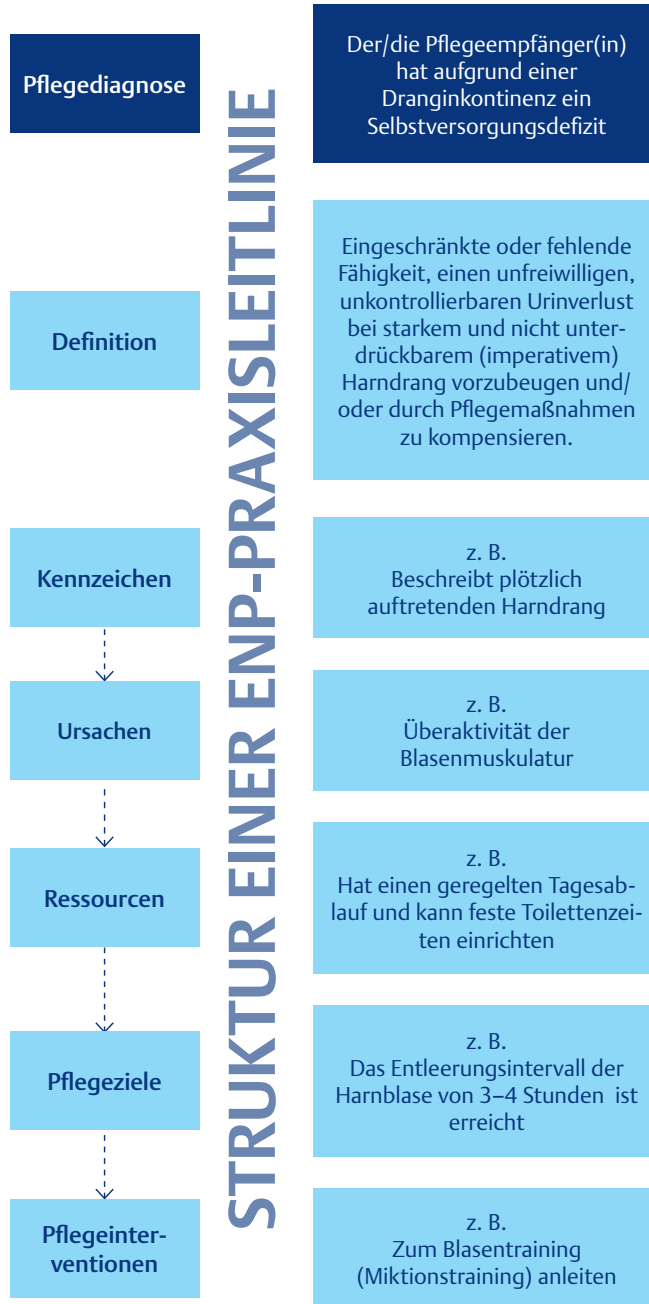 Pflegediagnose
Der/die Pflegeempfänger(in)
hat aufgrund einer
Dranginkontinenz ein
Selbstversorgungsdefizit
STRUKTUR EINER ENP-PRAXISLEITLINIE
Definition
Eingeschränkte oder fehlende
Fähigkeit, einen unfreiwilligen,
unkontrollierbaren Urinverlust
bei starkem und nicht unter-
drückbarem (imperativem)
Harndrang vorzubeugen und/
oder durch Pflegemaßnahmen
zu kompensieren.
Kennzeichen
z. B.
Beschreibt plötzlich
auftretenden Harndrang
Ursachen
z. B.
Überaktivität der
Blasenmuskulatur
Ressourcen
z. B.
Hat einen geregelten Tagesab-
lauf und kann feste Toilettenzei-
ten einrichten
Pflegeziele
z. B.
Das Entleerungsintervall der
Harnblase von 3–4 Stunden ist
erreicht
Pflegeinter-
ventionen
z. B.
Zum Blasentraining
(Miktionstraining) anleiten